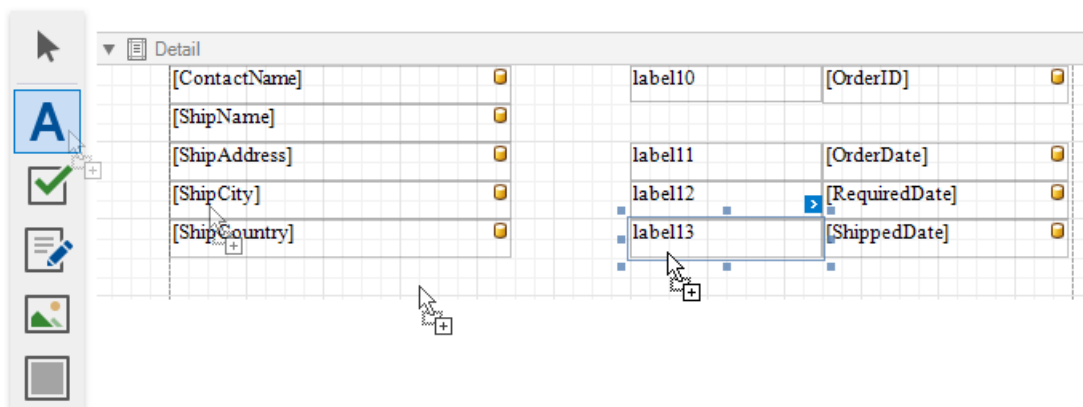 Detail
[ContactName] label10 [OrderID]
[ShipName]
[ShipAddress] label11 [OrderDate]
[ShipCity] label12 [RequiredDate]
[ShipCountry] label13 [ShippedDate]
A